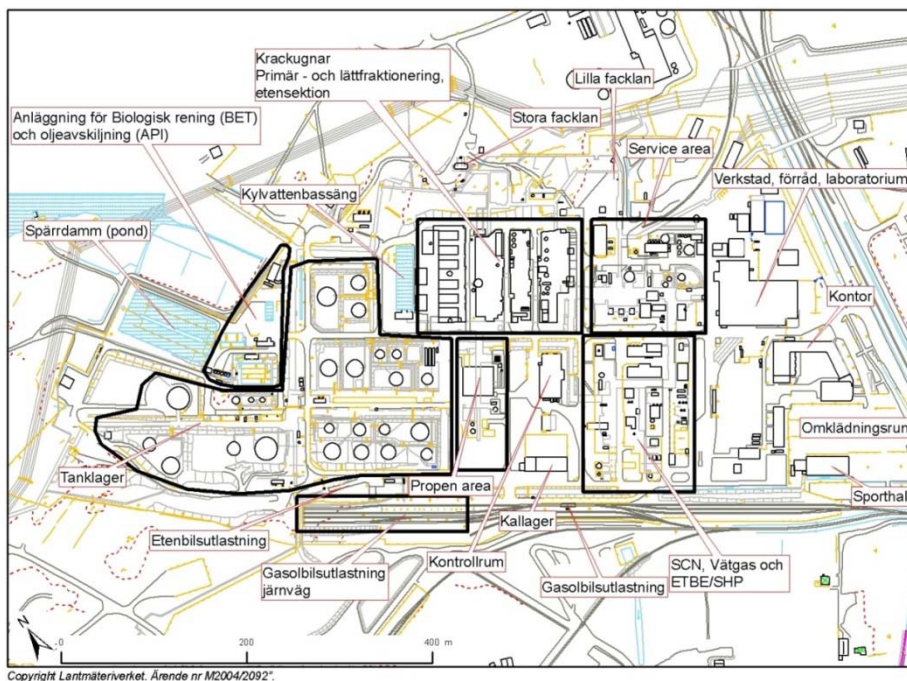 Krackugnar
Primär - och lättfraktionering,
etensektion
Lilla facklan
Anläggning för Biologisk rening (BET)
och oljeavskiljning (API)
Stora facklan
Service area
Verkstad, förråd, laboratorium
Kylvattenbassäng
Spärrdamm (pond)
Kontor
Omklädningsrun
Tanklager
Propen area
Sporthal
Kallager
Etenbilsutlastning
Kontrollrum
Gasolbilsutlastning
järnväg
Gasolbilsutlastning
SCN, Vätgas och
ETBE/SHP
0 200 400 m
Copyright Lantmäteriverket. Ärende nr M2004/2092".